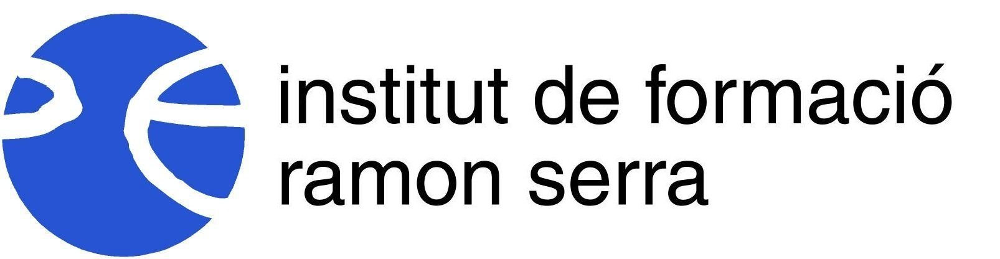 institut de formació
ramon serra